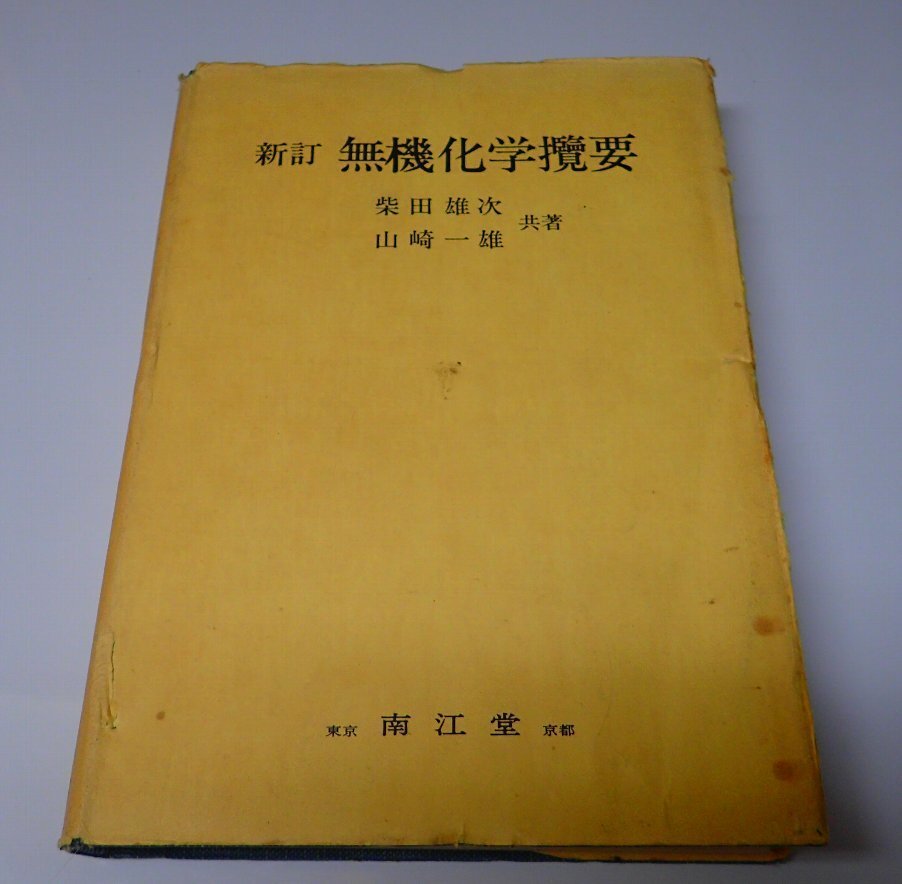 新訂 無機化学攬要
柴田雄次
山崎一雄 共著
東京 南江堂 京都